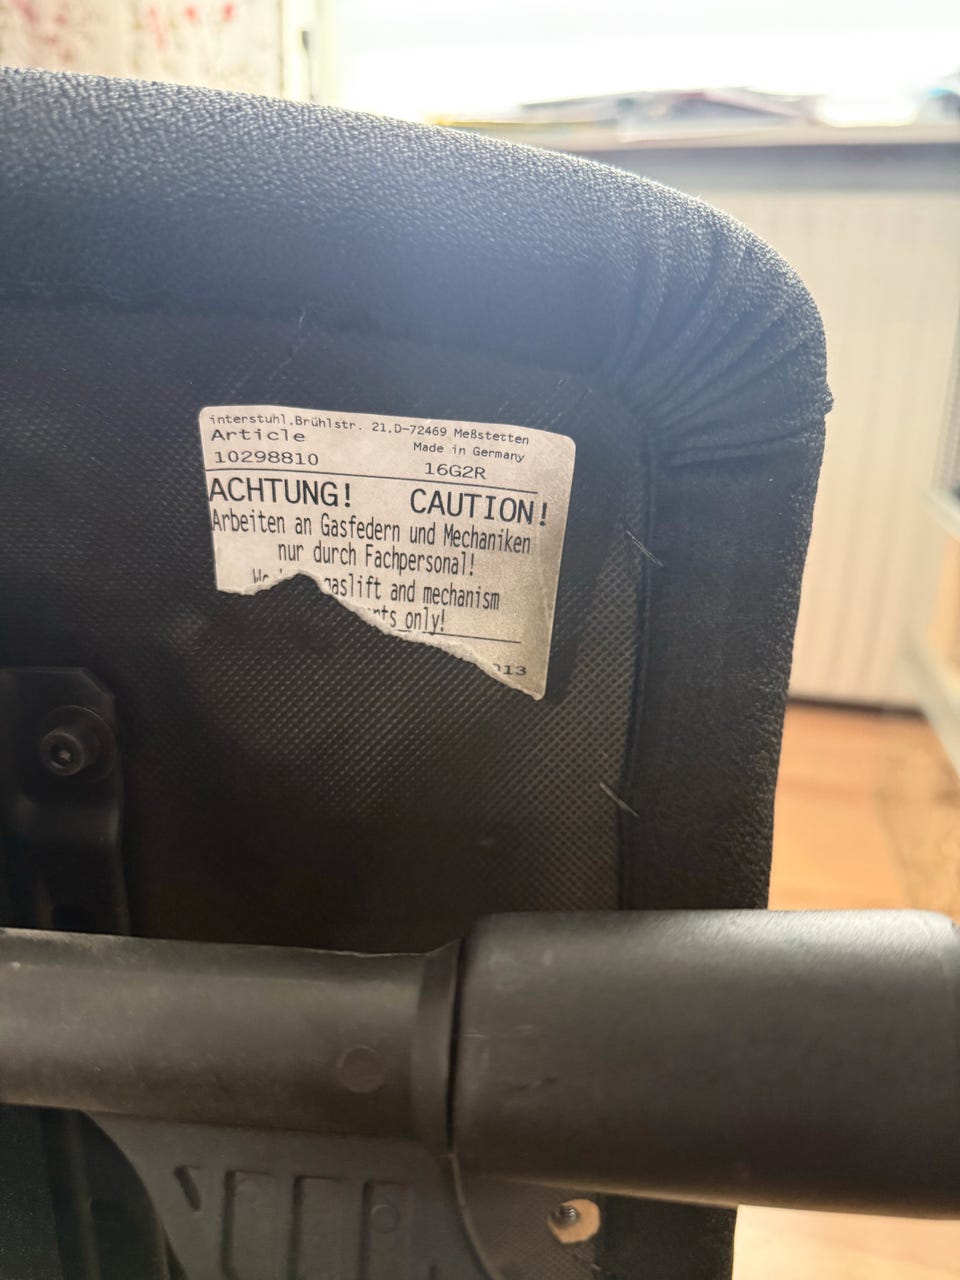 interstuhl,Brühlstr. 21,D-72469 Meßstetten
Article Made in Germany
10298810 16G2R
ACHTUNG! CAUTION!
Arbeiten an Gasfedern und Mechaniken
nur durch Fachpersonal!
gaslift and mechanism
only!